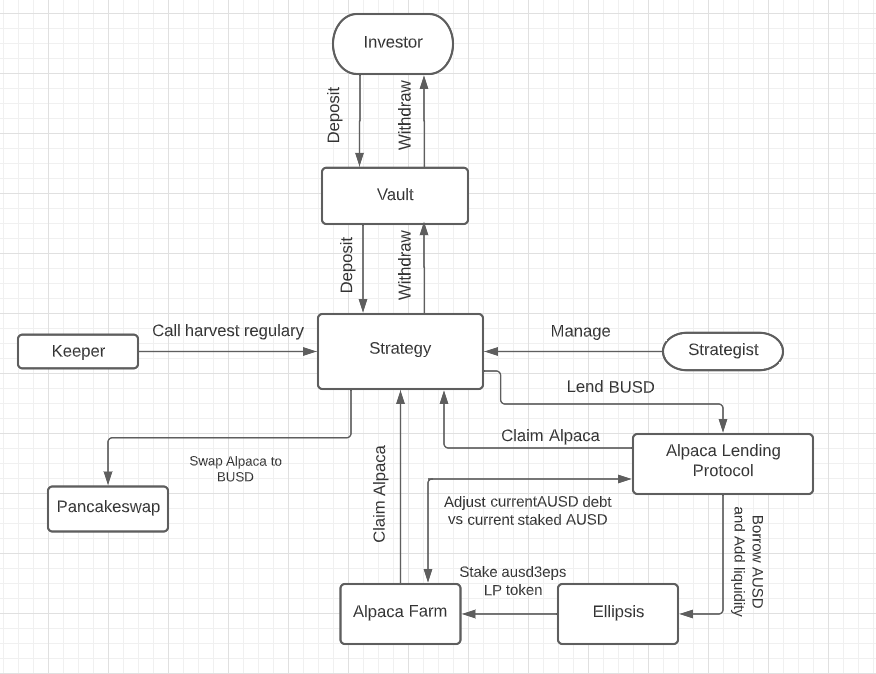 Investor
Deposit
Withdraw
Vault
Deposit
Withdraw
Call harvest regulary
Manage
Keeper
Strategy
Strategist
Lend BUSD
Claim Alpaca
Alpaca Lending
Protocol
Swap Alpaca to
BUSD
Claim Alpaca
Pancakeswap
Adjust currentAUSD debt
vs current staked AUSD
Borrow AUSD
and Add liquidity
Stake ausd3eps
LP token
Alpaca Farm
Ellipsis